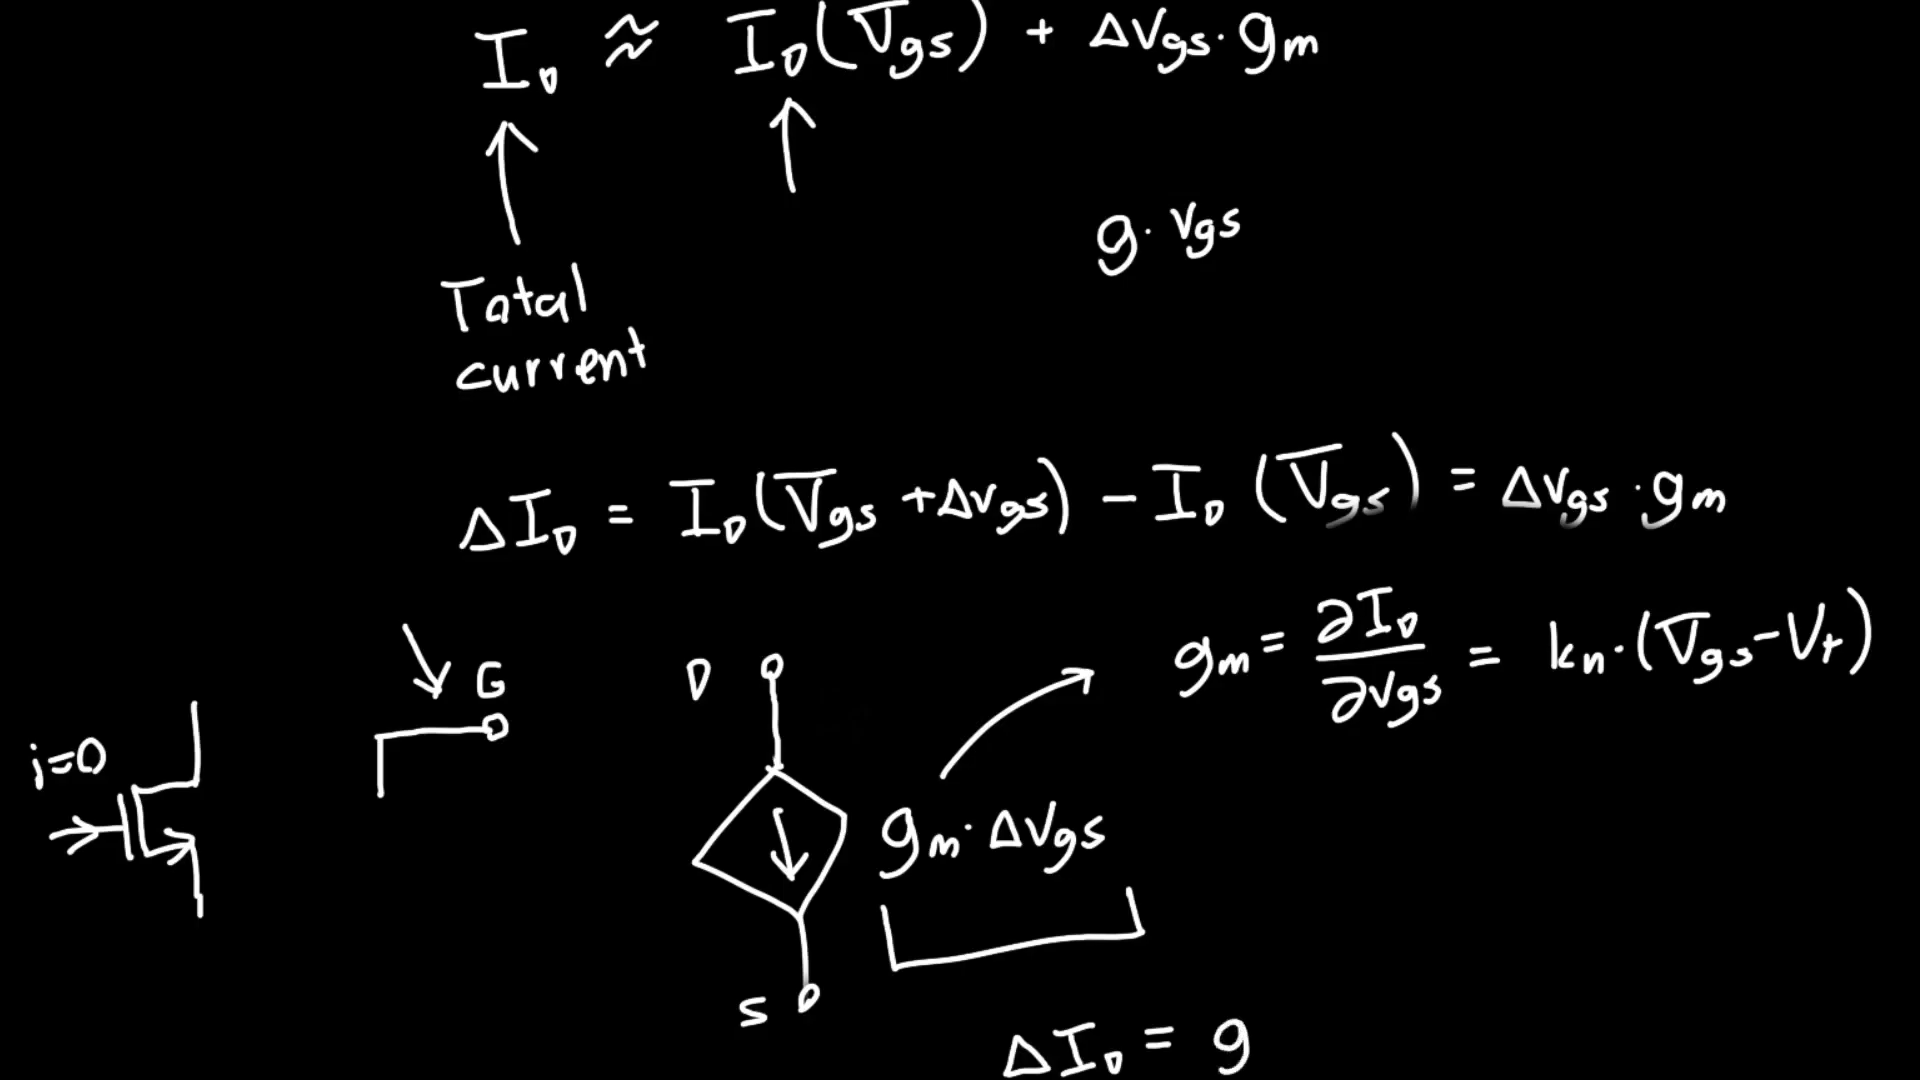 I_D ≈ I_D(V̅gs) + ΔVgs · gm
g · Vgs
Total
current
ΔI_D = I_D(V̅gs + ΔVgs) − I_D(V̅gs) = ΔVgs · gm
gm = ∂I_D/∂Vgs = kn · (V̅gs − Vt)
G
D
i=0
gm · ΔVgs
S
ΔI_D = g